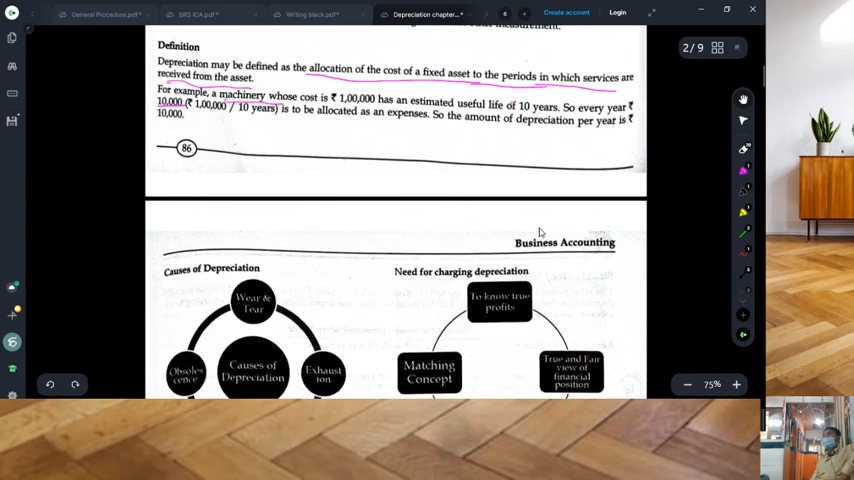 General Procedure.*
BRS ICA.pdf*
Writing black.pdf*
Depreciation chapter...*
6
Create account
Login
other measurement.
2/9
Definition
Depreciation may be defined as the allocation of the cost of a fixed asset to the periods in which services are
received from the asset.
For example, a machinery whose cost is ₹ 1,00,000 has an estimated useful life of 10 years. So every year ₹
10,000 (₹ 1,00,000 / 10 years) is to be allocated as an expenses. So the amount of depreciation per year is ₹
10,000.
86
Business Accounting
Causes of Depreciation
Need for charging depreciation
Wear &
Tear
To know true
profits
Obsoles
cence
Causes of
Depreciation
Exhaust
ion
Matching
Concept
True and Fair
view of
financial
position
75%